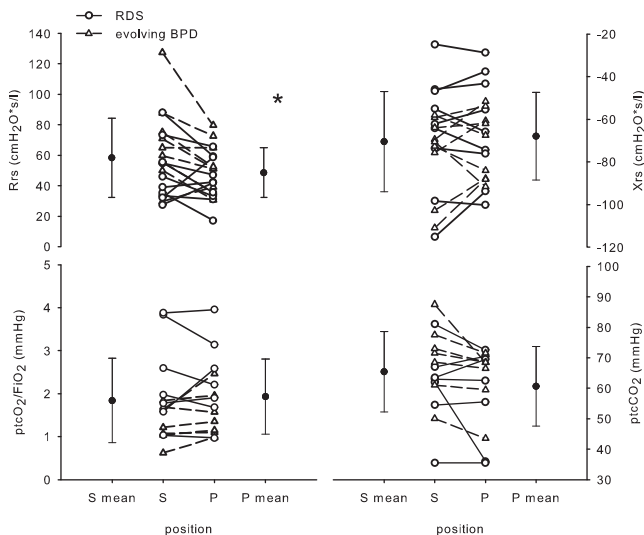 RDS
evolving BPD
140
120
100
80
60
40
20
0
Rrs (cmH2O*s/l)
*
-20
-40
-60
-80
-100
-120
Xrs (cmH2O*s/l)
5
4
3
2
1
0
ptcO2/FiO2 (mmHg)
100
90
80
70
60
50
40
30
ptcCO2 (mmHg)
S mean S P P mean
S mean S P P mean
position
position